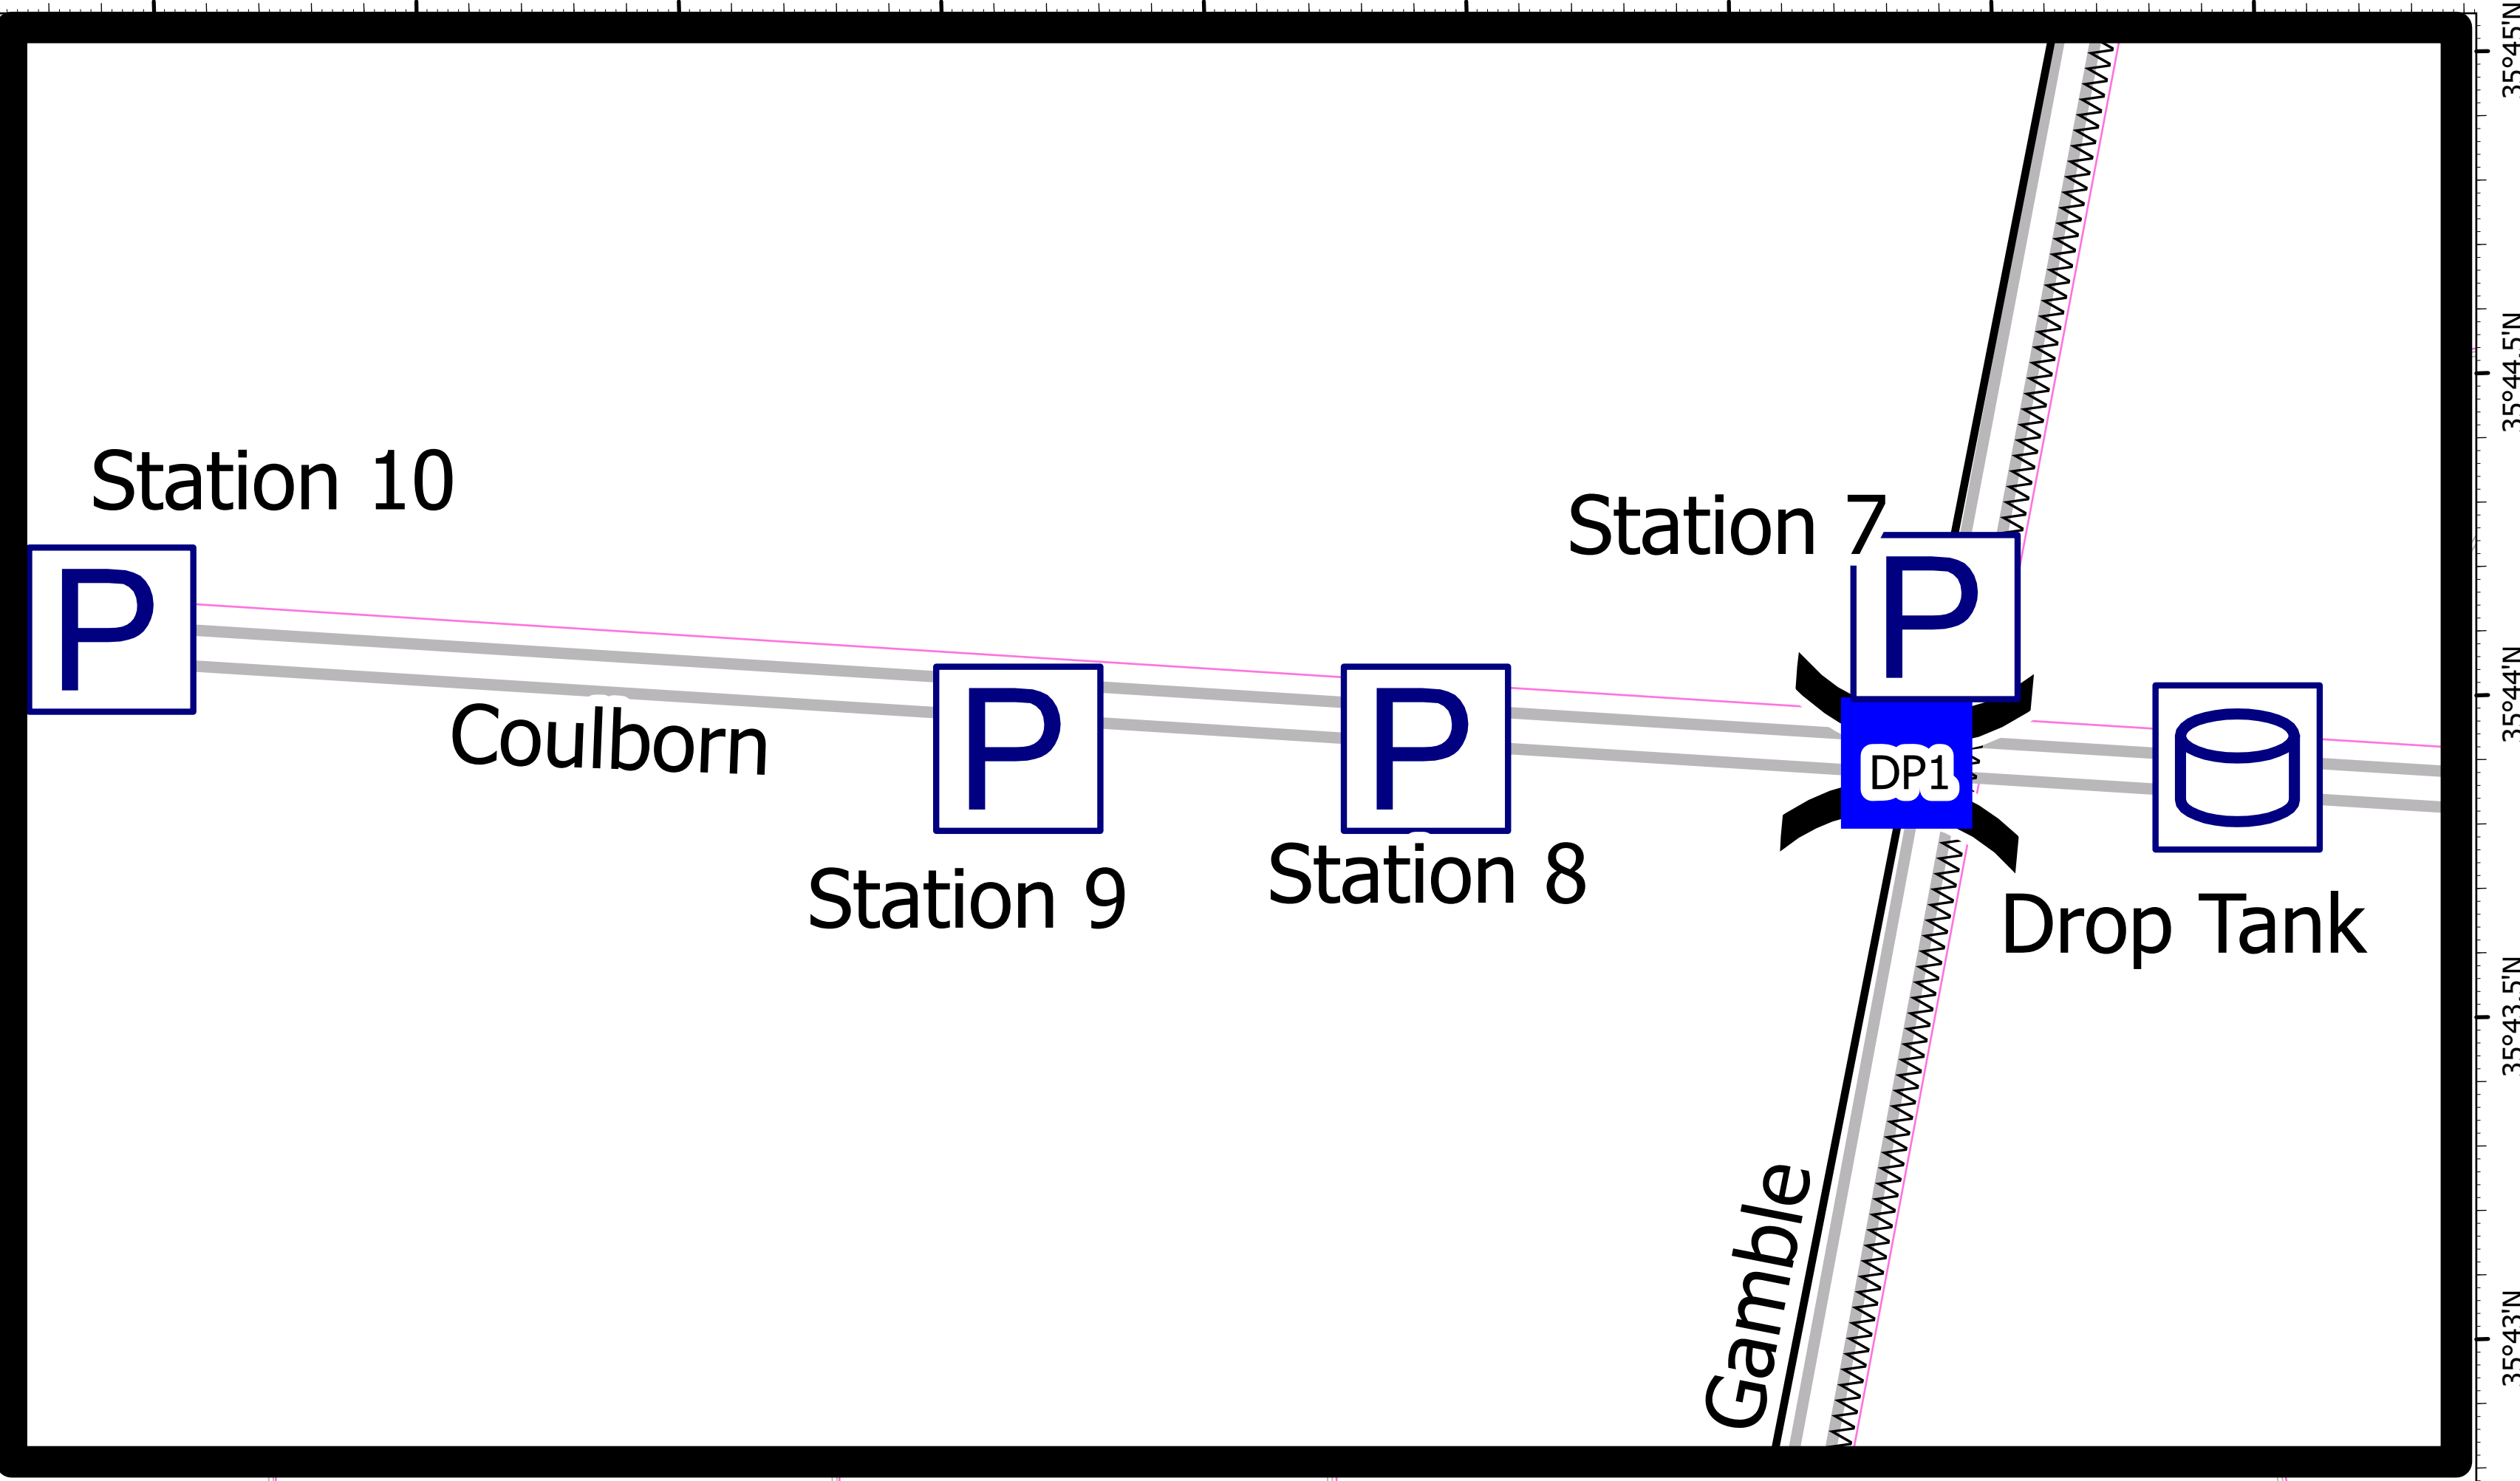 35°45'N
35°44.5'N
Station 10
Station 7
P
P
35°44'N
Coulborn
P
P
DP1
Station 9
Station 8
Drop Tank
35°43.5'N
Gamble
35°43'N